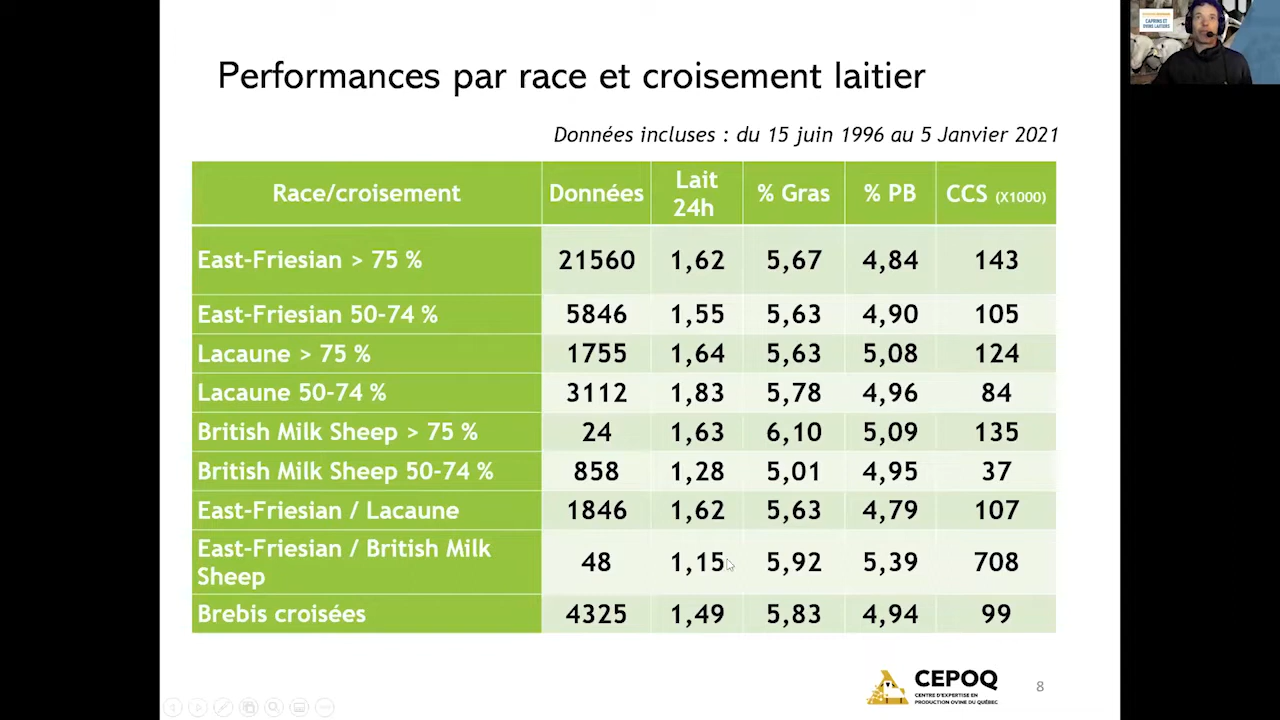 CAPRINS ET
OVINS LAITIERS
Performances par race et croisement laitier
Données incluses : du 15 juin 1996 au 5 Janvier 2021
Race/croisement Données Lait 24h % Gras % PB CCS (X1000)
East-Friesian > 75 % 21560 1,62 5,67 4,84 143
East-Friesian 50-74 % 5846 1,55 5,63 4,90 105
Lacaune > 75 % 1755 1,64 5,63 5,08 124
Lacaune 50-74 % 3112 1,83 5,78 4,96 84
British Milk Sheep > 75 % 24 1,63 6,10 5,09 135
British Milk Sheep 50-74 % 858 1,28 5,01 4,95 37
East-Friesian / Lacaune 1846 1,62 5,63 4,79 107
East-Friesian / British Milk
Sheep 48 1,15 5,92 5,39 708
Brebis croisées 4325 1,49 5,83 4,94 99
CEPOQ
CENTRE D'EXPERTISE EN
PRODUCTION OVINE DU QUÉBEC
8